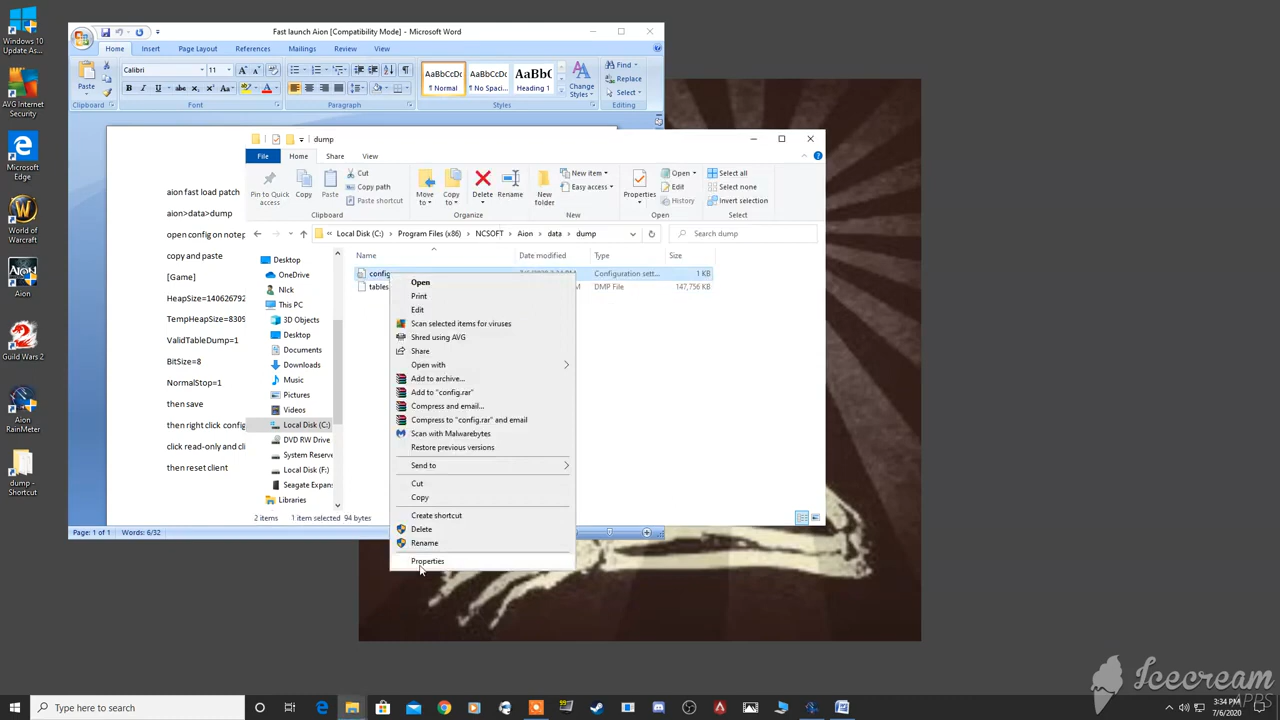 Windows 10
Update As...
AVG Internet
Security
Microsoft
Edge
World of
Warcraft
Aion
Guild Wars 2
Aion
RainMeter
dump -
Shortcut
Fast launch Aion [Compatibility Mode] - Microsoft Word
Home
Insert
Page Layout
References
Mailings
Review
View
Paste
Clipboard
Calibri
11
Font
Paragraph
AaBbCcDc
¶ Normal
AaBbCcDc
¶ No Spaci...
AaBbC
Heading 1
Change
Styles
Styles
Find
Replace
Select
Editing
aion fast load patch
aion>data>dump
open config on notep
copy and paste
[Game]
HeapSize=140626792
TempHeapSize=8309
ValidTableDump=1
BitSize=8
NormalStop=1
then save
then right click config
click read-only and cli
then reset client
Page: 1 of 1
Words: 6/32
dump
File
Home
Share
View
Pin to Quick
access
Copy
Paste
Cut
Copy path
Paste shortcut
Clipboard
Move
to
Copy
to
Delete
Rename
Organize
New
folder
New item
Easy access
New
Properties
Open
Edit
History
Open
Select all
Select none
Invert selection
Select
« Local Disk (C:) > Program Files (x86) > NCSOFT > Aion > data > dump
Search dump
Name
Date modified
Type
Size
config
Configuration sett...
1 KB
tables
M
DMP File
147,756 KB
Desktop
OneDrive
Nick
This PC
3D Objects
Desktop
Documents
Downloads
Music
Pictures
Videos
Local Disk (C:)
DVD RW Drive
System Reserve
Local Disk (F:)
Seagate Expans
Libraries
2 items
1 item selected
94 bytes
Open
Print
Edit
Scan selected items for viruses
Shred using AVG
Share
Open with
Add to archive...
Add to "config.rar"
Compress and email...
Compress to "config.rar" and email
Scan with Malwarebytes
Restore previous versions
Send to
Cut
Copy
Create shortcut
Delete
Rename
Properties
Icecream
APPS
Type here to search
3:34 PM
7/6/2020